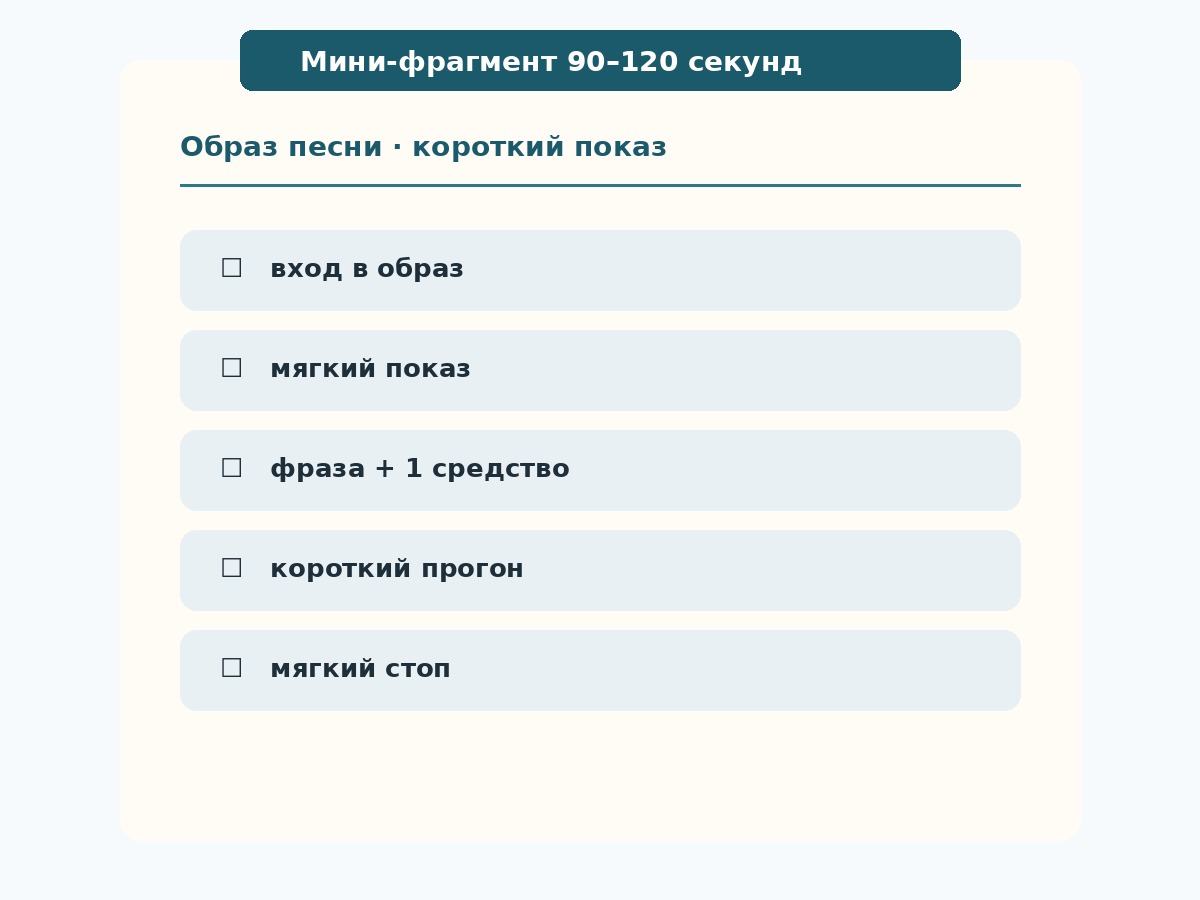 Мини-фрагмент 90–120 секунд
Образ песни · короткий показ
☐ вход в образ
☐ мягкий показ
☐ фраза + 1 средство
☐ короткий прогон
☐ мягкий стоп